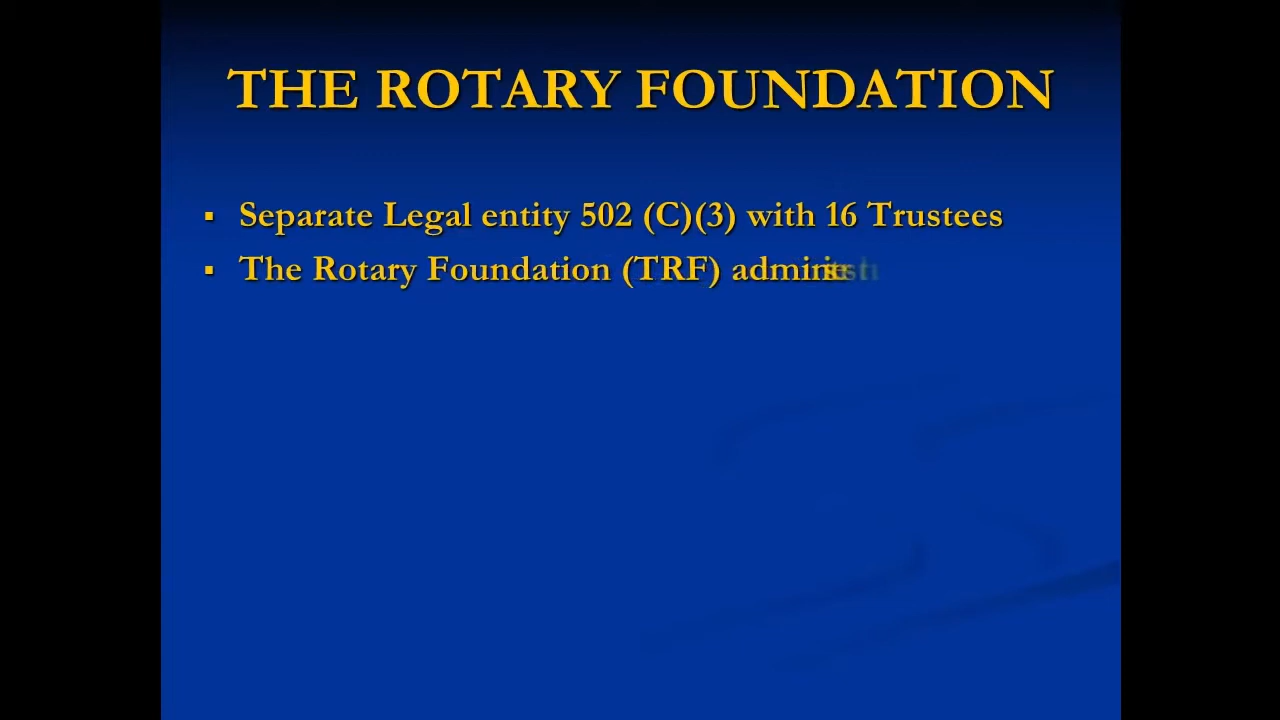 THE ROTARY FOUNDATION
▪ Separate Legal entity 502 (C)(3) with 16 Trustees
▪ The Rotary Foundation (TRF)